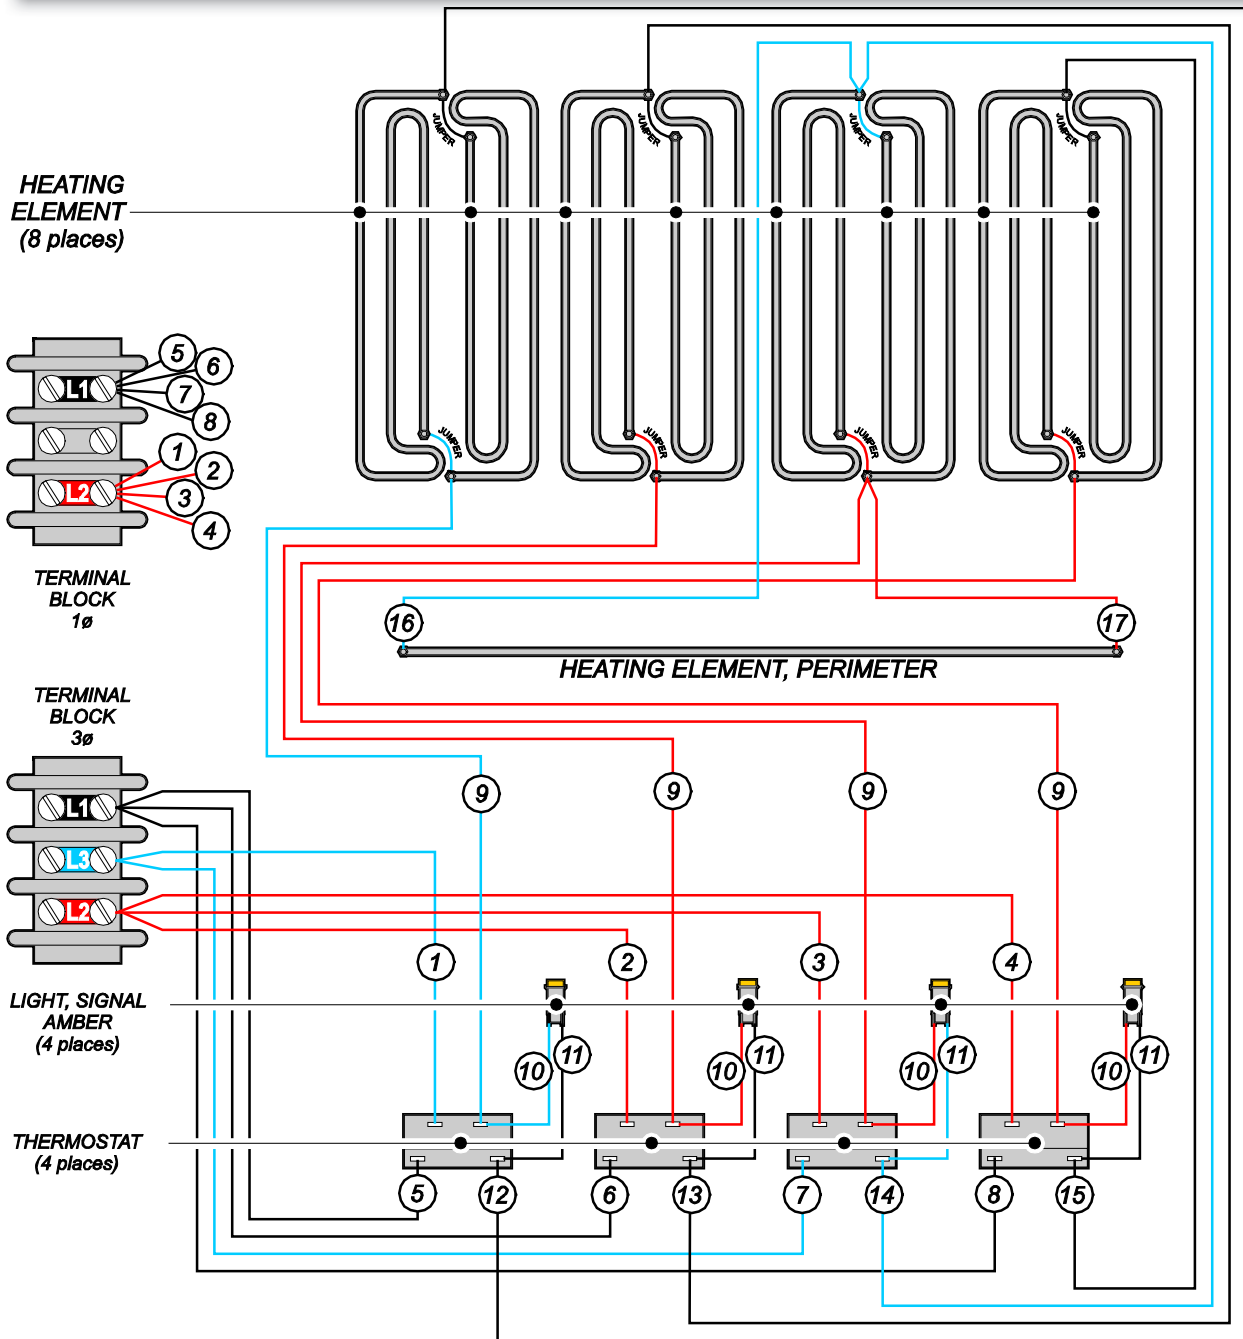 JUMPER
JUMPER
JUMPER
JUMPER
HEATING
ELEMENT
(8 places)
5
6
L1
7
8
1
2
L2
3
4
JUMPER
JUMPER
JUMPER
JUMPER
TERMINAL
BLOCK
1ø
16
17
HEATING ELEMENT, PERIMETER
TERMINAL
BLOCK
3ø
L1
L3
L2
9
9
9
9
1
2
3
4
LIGHT, SIGNAL
AMBER
(4 places)
10
11
10
11
10
11
10
11
THERMOSTAT
(4 places)
5
12
6
13
7
14
8
15